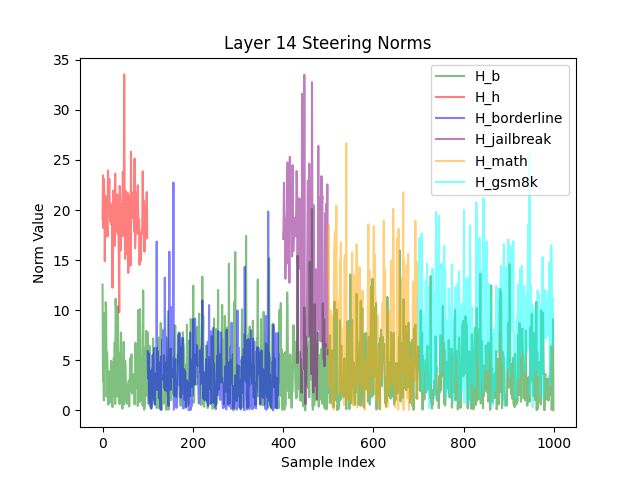 Layer 14 Steering Norms
35
30
25
20
15
10
5
0
Norm Value
H_b
H_h
H_borderline
H_jailbreak
H_math
H_gsm8k
0 200 400 600 800 1000
Sample Index